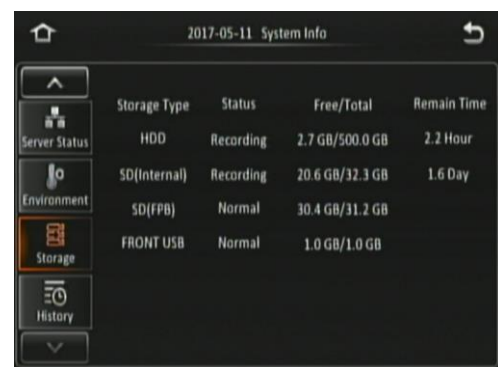 2017-05-11 System Info
Storage Type Status Free/Total Remain Time
Server Status
HDD Recording 2.7 GB/500.0 GB 2.2 Hour
SD(Internal) Recording 20.6 GB/32.3 GB 1.6 Day
Environment
SD(FPB) Normal 30.4 GB/31.2 GB
FRONT USB Normal 1.0 GB/1.0 GB
Storage
History